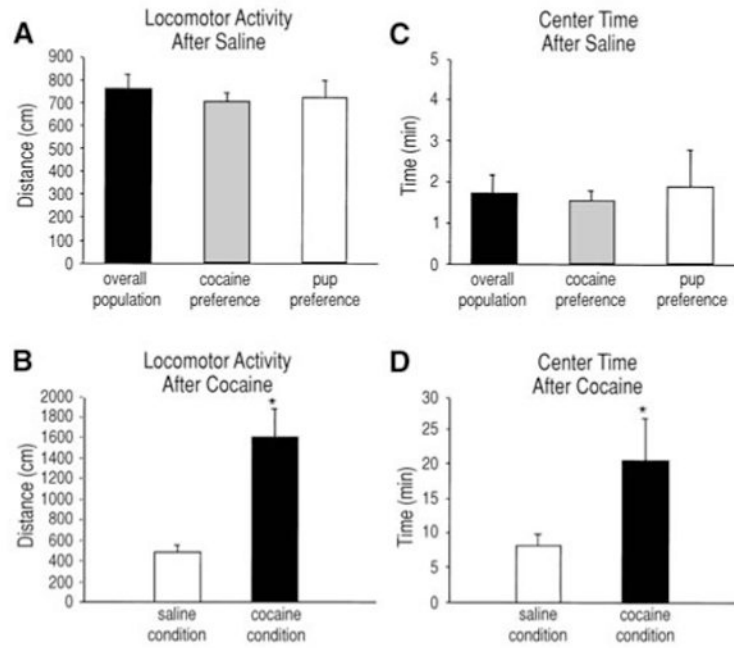 A
Locomotor Activity
After Saline
Distance (cm)
900
800
700
600
500
400
300
200
100
0
overall
population
cocaine
preference
pup
preference
C
Center Time
After Saline
Time (min)
5
4
3
2
1
0
overall
population
cocaine
preference
pup
preference
B
Locomotor Activity
After Cocaine
Distance (cm)
2000
1800
1600
1400
1200
1000
800
600
400
200
0
*
saline
condition
cocaine
condition
D
Center Time
After Cocaine
Time (min)
30
25
20
15
10
5
0
*
saline
condition
cocaine
condition